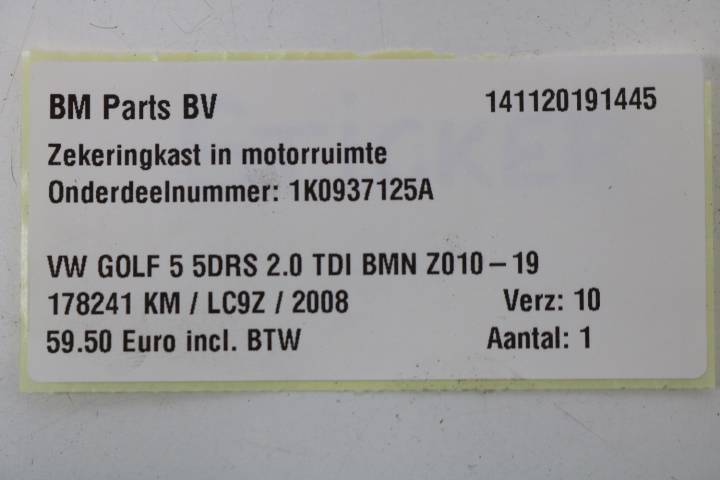 BM Parts BV 141120191445
Zekeringkast in motorruimte
Onderdeelnummer: 1K0937125A
VW GOLF 5 5DRS 2.0 TDI BMN Z010 – 19
178241 KM / LC9Z / 2008 Verz: 10
59.50 Euro incl. BTW Aantal: 1